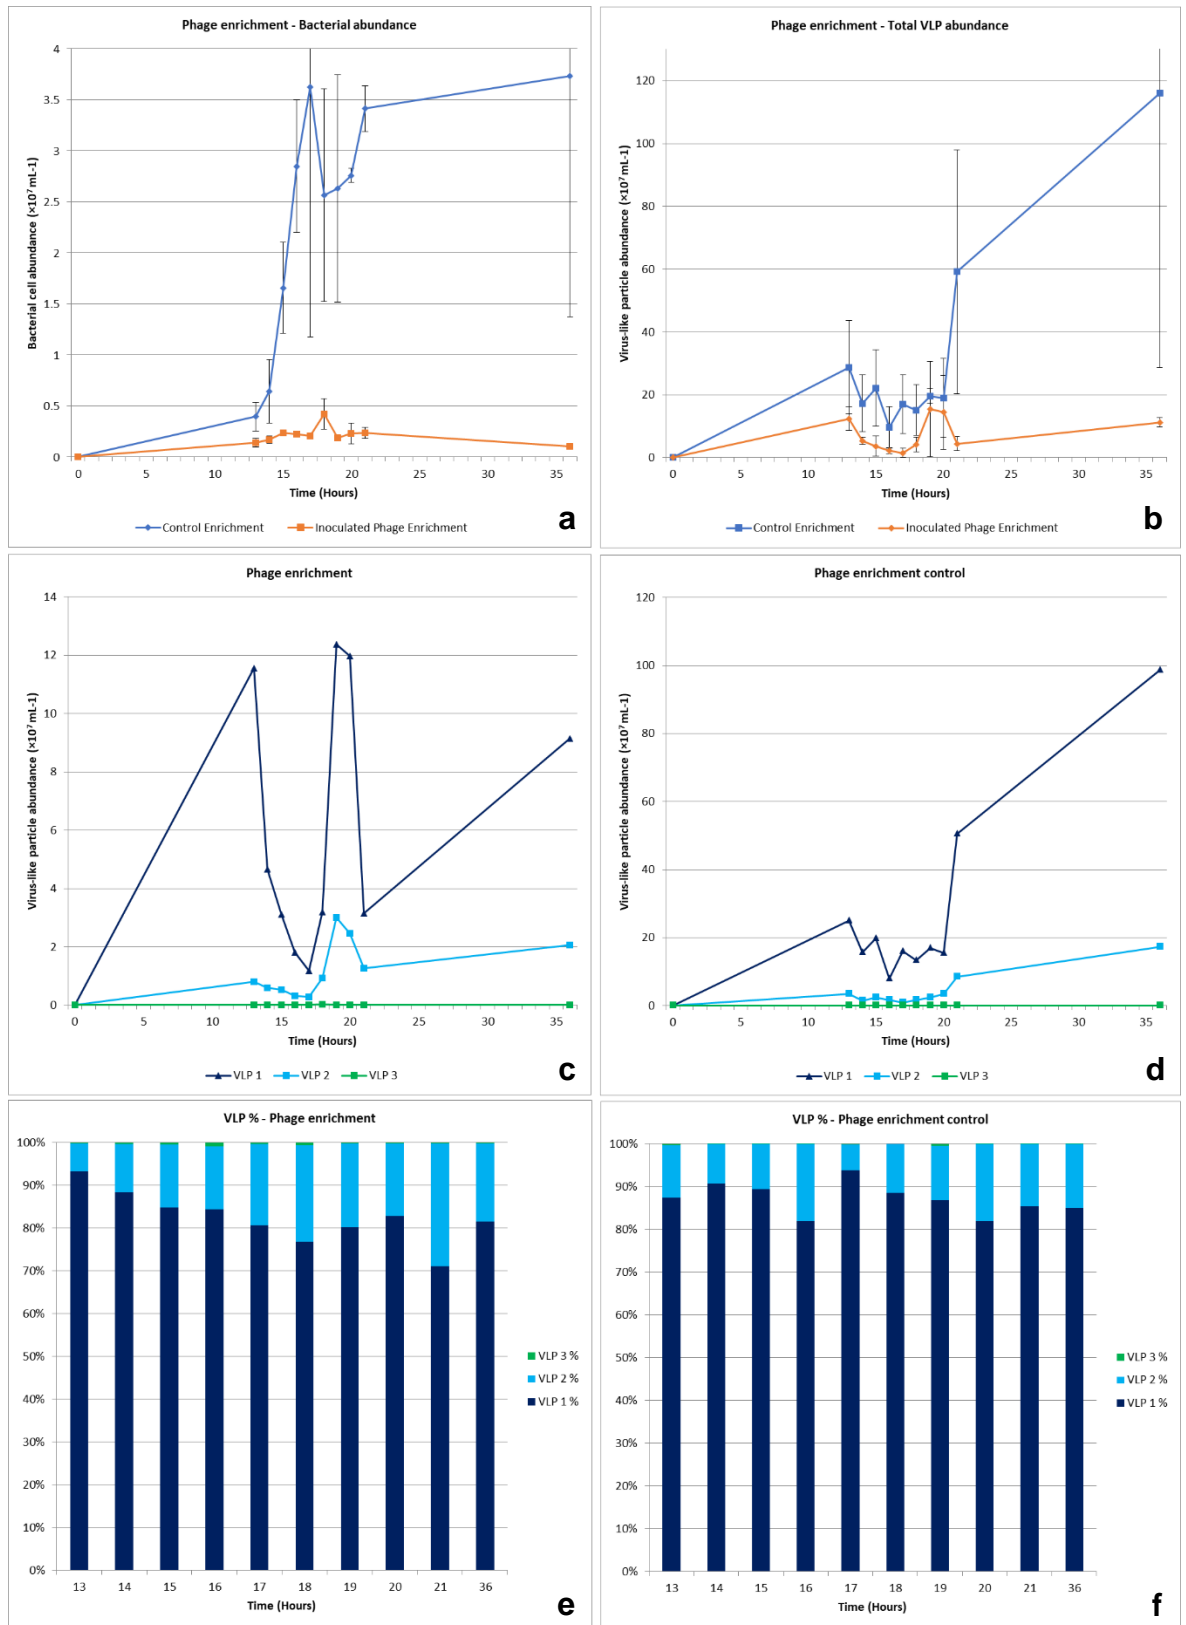 Phage enrichment - Bacterial abundance
4
3.5
3
2.5
2
1.5
1
0.5
0
Bacterial cell abundance (×10⁷ mL-1)
0 5 10 15 20 25 30 35
Time (Hours)
Control Enrichment Inoculated Phage Enrichment
a
Phage enrichment - Total VLP abundance
120
100
80
60
40
20
0
Virus-like particle abundance (×10⁷ mL-1)
0 5 10 15 20 25 30 35
Time (Hours)
Control Enrichment Inoculated Phage Enrichment
b
Phage enrichment
14
12
10
8
6
4
2
0
Virus-like particle abundance (×10⁷ mL-1)
0 5 10 15 20 25 30 35
Time (Hours)
VLP 1 VLP 2 VLP 3
c
Phage enrichment control
120
100
80
60
40
20
0
Virus-like particle abundance (×10⁷ mL-1)
0 5 10 15 20 25 30 35
Time (Hours)
VLP 1 VLP 2 VLP 3
d
VLP % - Phage enrichment
100%
90%
80%
70%
60%
50%
40%
30%
20%
10%
0%
13 14 15 16 17 18 19 20 21 36
Time (Hours)
VLP 3 %
VLP 2 %
VLP 1 %
e
VLP % - Phage enrichment control
100%
90%
80%
70%
60%
50%
40%
30%
20%
10%
0%
13 14 15 16 17 18 19 20 21 36
Time (Hours)
VLP 3 %
VLP 2 %
VLP 1 %
f